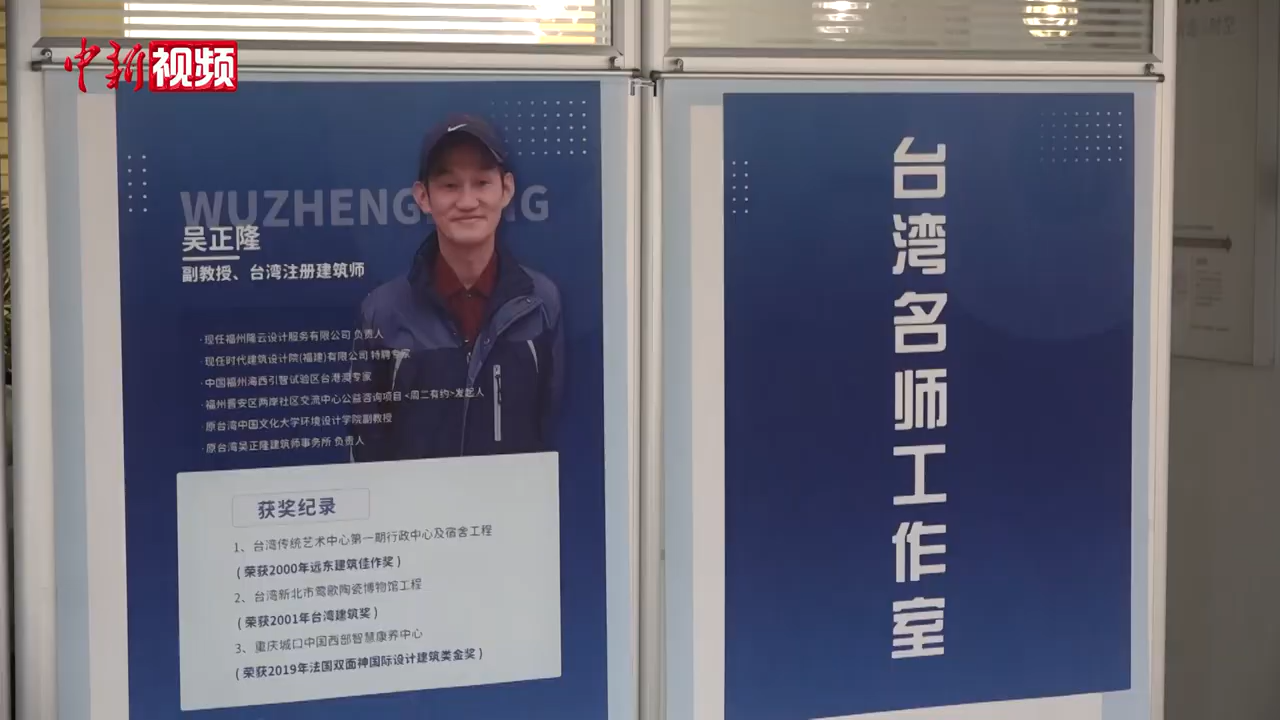 中新视频
WUZHENG
吴正隆
副教授、台湾注册建筑师
·现任福州隆云设计服务有限公司 负责人
·现任时代建筑设计院(福建)有限公司 特聘专家
·中国福州海西引智试验区台港澳专家
·福州晋安区两岸社区交流中心公益咨询项目<周二有约>发起人
·原台湾中国文化大学环境设计学院副教授
·原台湾吴正隆建筑师事务所 负责人
获奖纪录
1、台湾传统艺术中心第一期行政中心及宿舍工程
(荣获2000年远东建筑佳作奖)
2、台湾新北市莺歌陶瓷博物馆工程
(荣获2001年台湾建筑奖)
3、重庆城口中国西部智慧康养中心
(荣获2019年法国双面神国际设计建筑类金奖)
台湾名师工作室